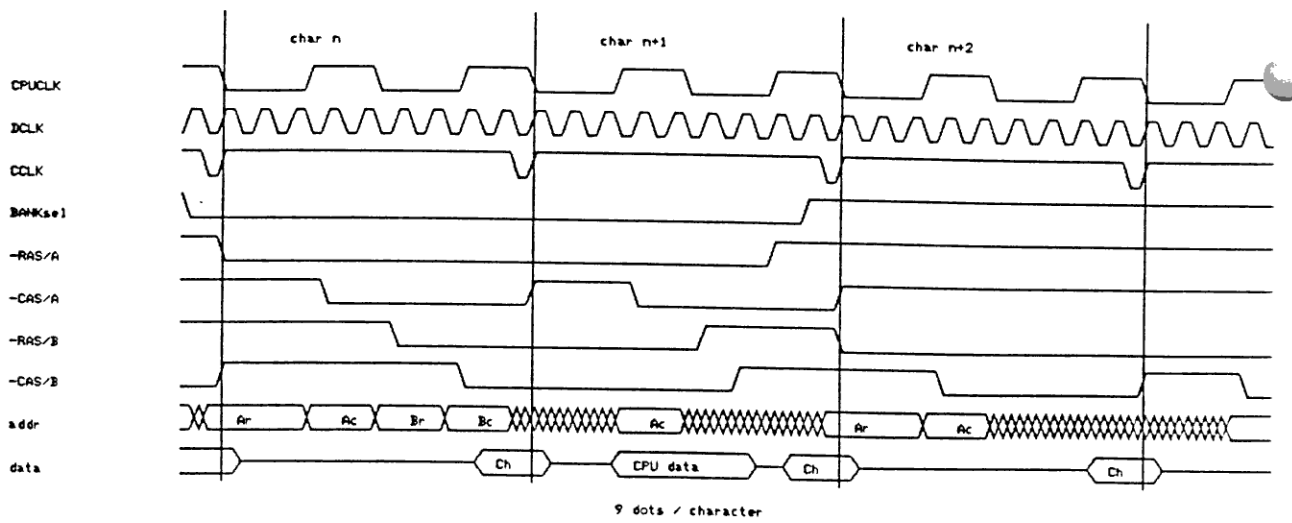 char n char n+1 char n+2
CPUCLK
DCLK
CCLK
BANKsel
-RAS/A
-CAS/A
-RAS/B
-CAS/B
addr Ar Ac Br Bc Ac Ar Ac
data Ch CPU data Ch Ch
9 dots / character